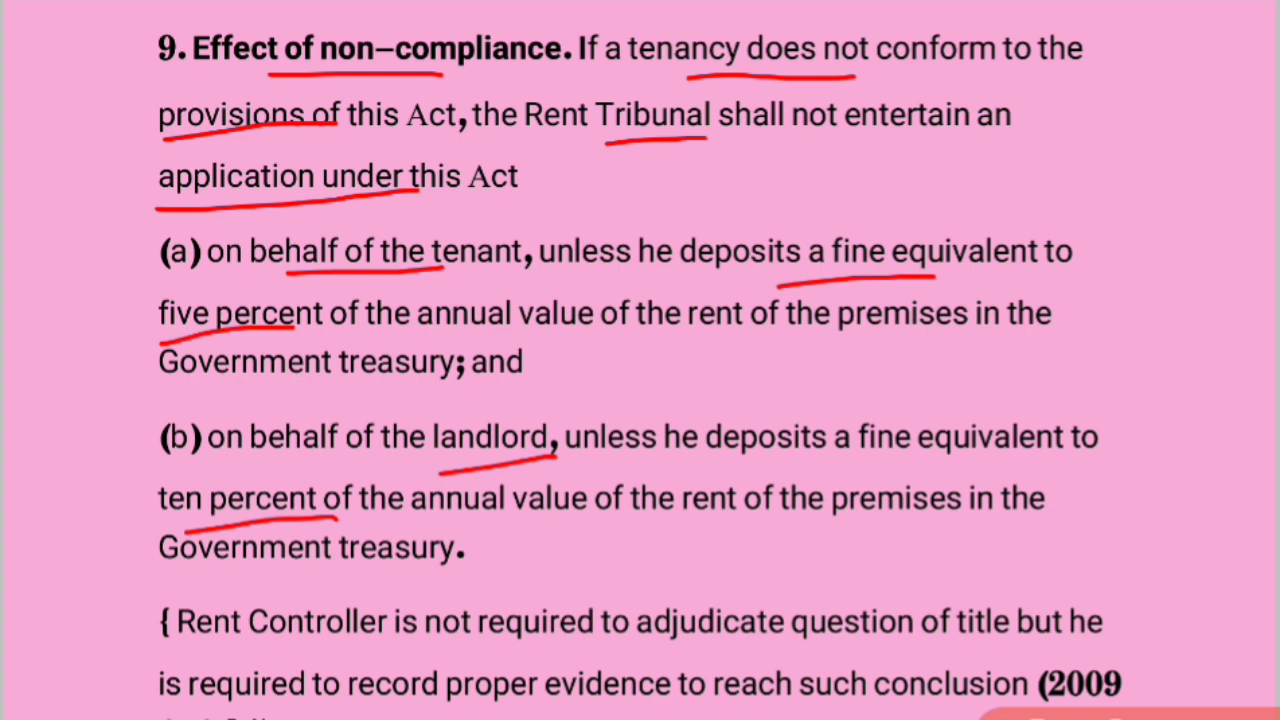 9. Effect of non–compliance. If a tenancy does not conform to the
provisions of this Act, the Rent Tribunal shall not entertain an
application under this Act
(a) on behalf of the tenant, unless he deposits a fine equivalent to
five percent of the annual value of the rent of the premises in the
Government treasury; and
(b) on behalf of the landlord, unless he deposits a fine equivalent to
ten percent of the annual value of the rent of the premises in the
Government treasury.
{ Rent Controller is not required to adjudicate question of title but he
is required to record proper evidence to reach such conclusion (2009